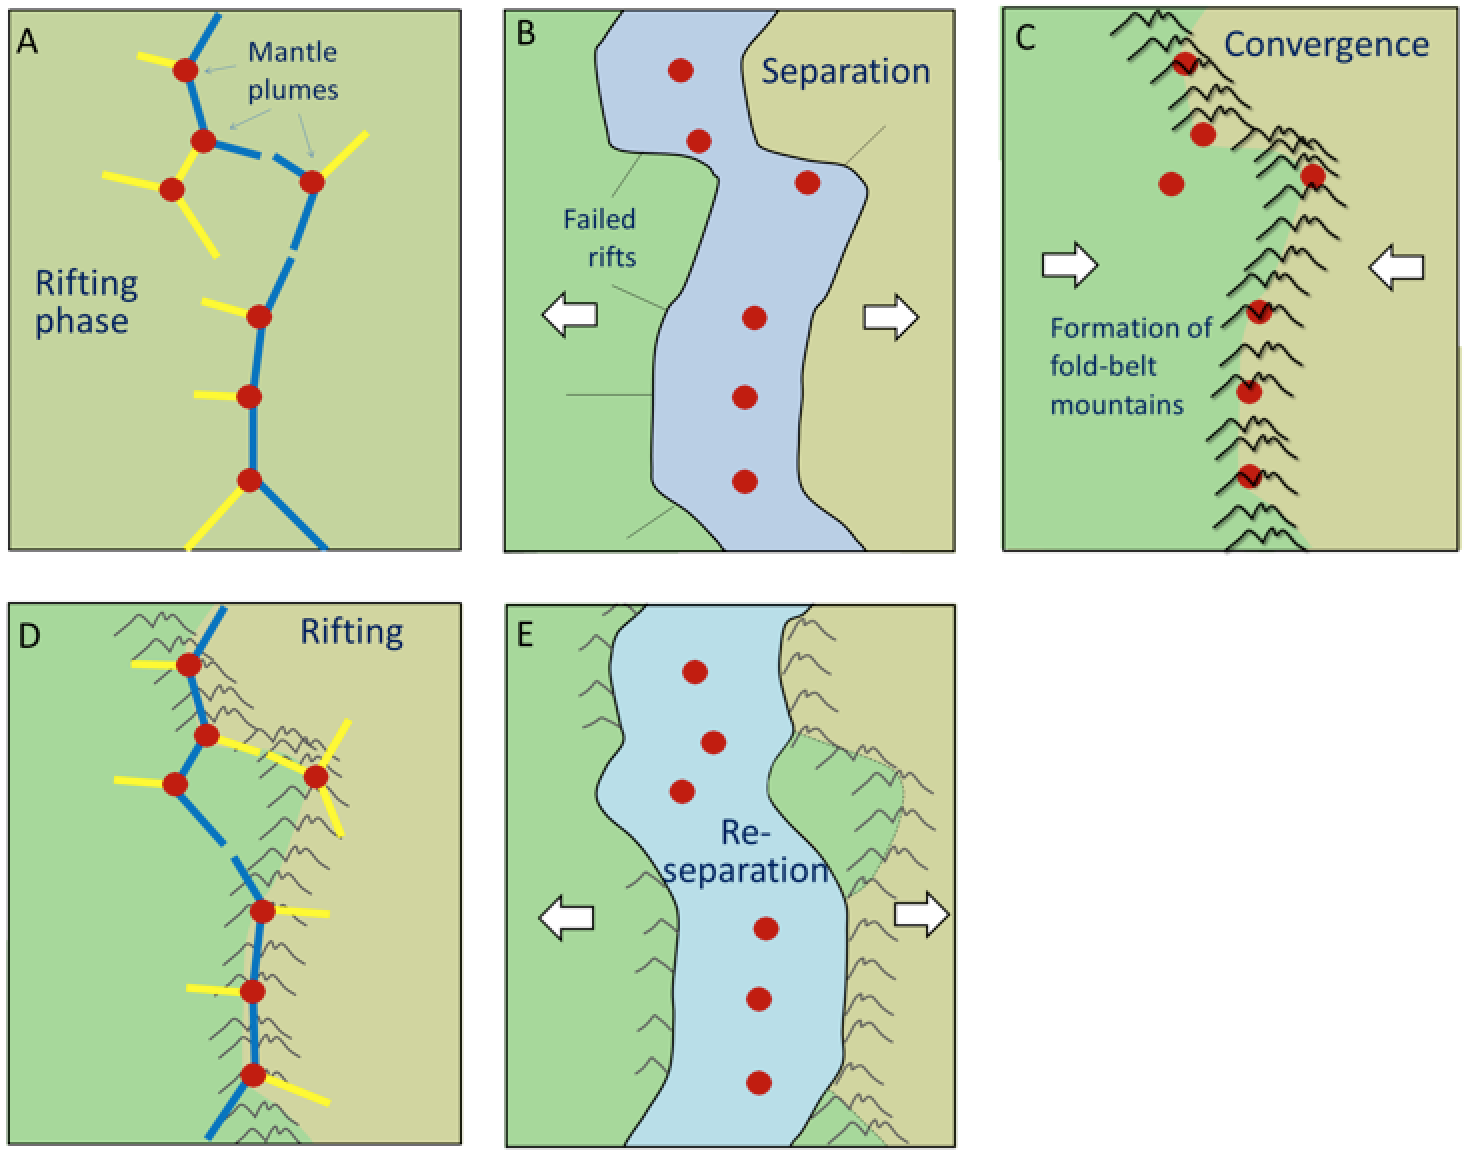 A
Mantle
plumes
Rifting
phase
B
Separation
Failed
rifts
C
Convergence
Formation of
fold-belt
mountains
D
Rifting
E
Re-
separation